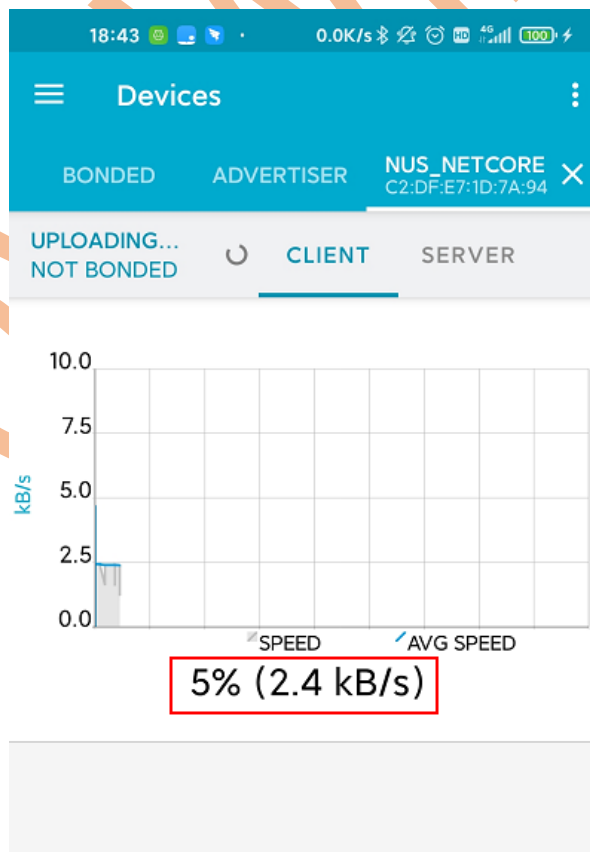 18:43 0.0K/s HD 4G 100
Devices
BONDED ADVERTISER NUS_NETCORE
C2:DF:E7:1D:7A:94
UPLOADING...
NOT BONDED
CLIENT SERVER
10.0
7.5
5.0
2.5
0.0
kB/s
SPEED AVG SPEED
5% (2.4 kB/s)